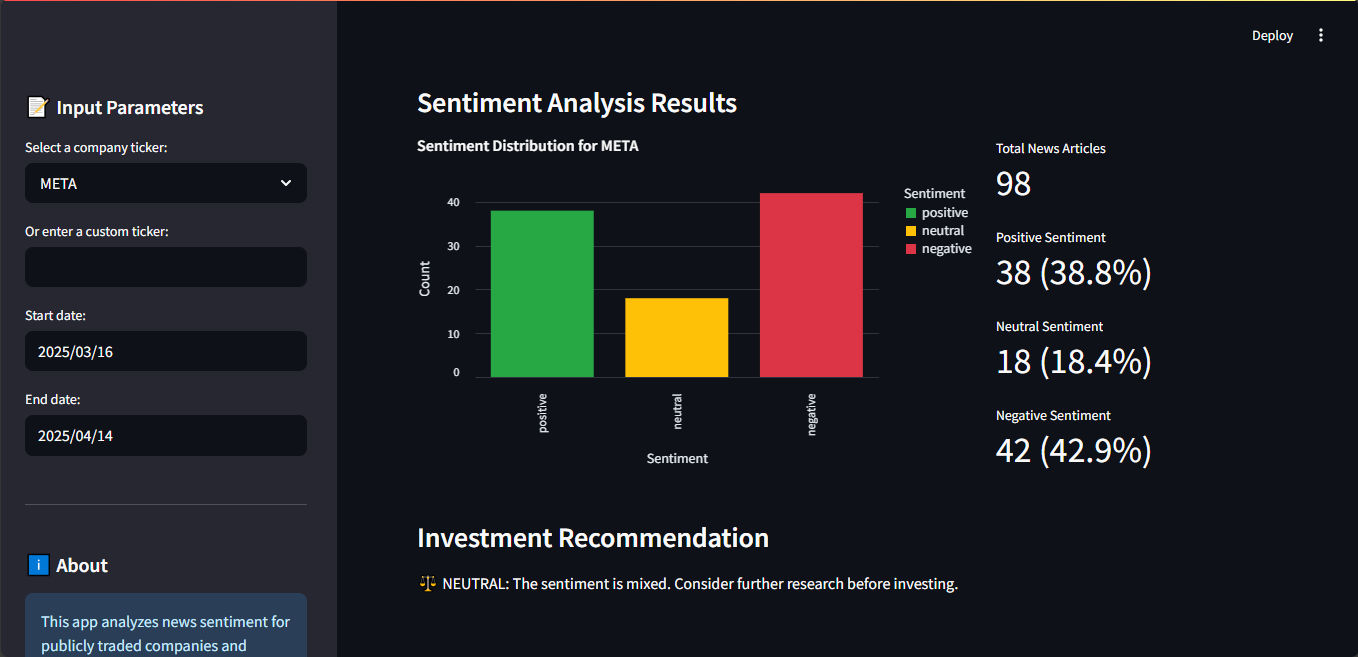 Deploy
Input Parameters
Select a company ticker:
META
Or enter a custom ticker:
Start date:
2025/03/16
End date:
2025/04/14
i About
This app analyzes news sentiment for
publicly traded companies and
Sentiment Analysis Results
Sentiment Distribution for META
40
30
20
10
0
Count
positive
neutral
negative
Sentiment
Sentiment
positive
neutral
negative
Total News Articles
98
Positive Sentiment
38 (38.8%)
Neutral Sentiment
18 (18.4%)
Negative Sentiment
42 (42.9%)
Investment Recommendation
NEUTRAL: The sentiment is mixed. Consider further research before investing.